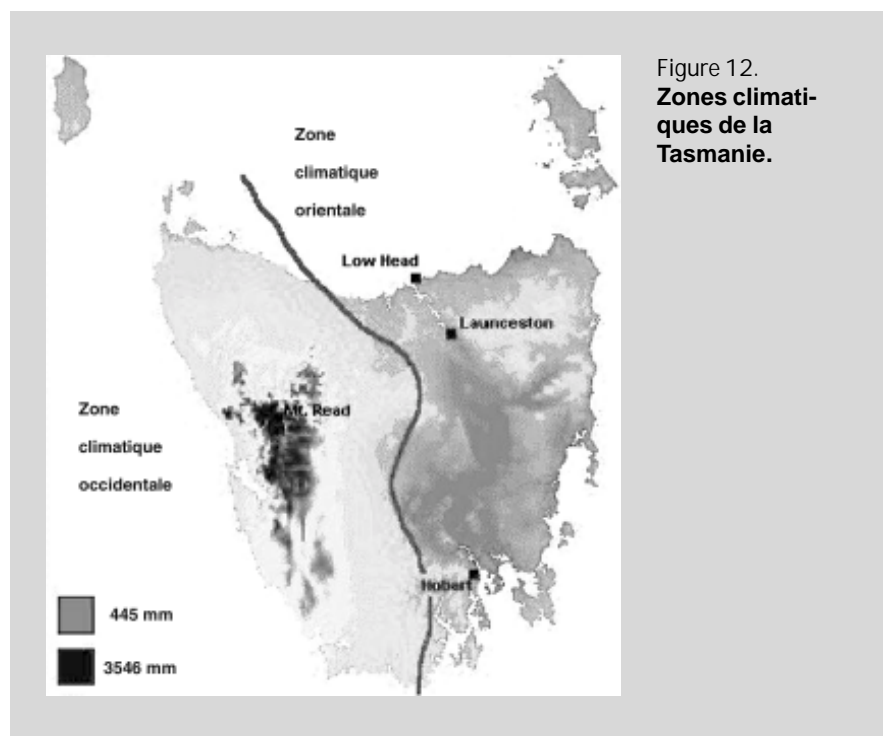 Figure 12.
Zones climati-
ques de la
Tasmanie.
Zone
climatique
orientale
Low Head
Launceston
Mt. Read
Zone
climatique
occidentale
Hobart
445 mm
3546 mm